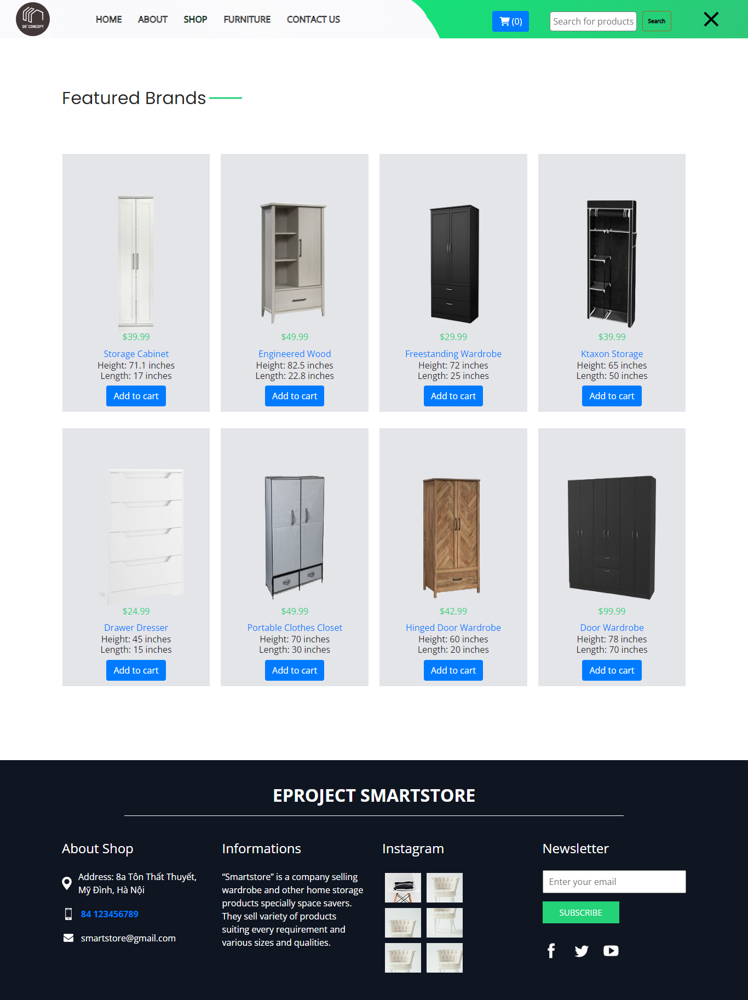 DE' CONCEPT
HOME
ABOUT
SHOP
FURNITURE
CONTACT US
(0)
Search for products
Search
Featured Brands
$39.99
Storage Cabinet
Height: 71.1 inches
Length: 17 inches
Add to cart
$49.99
Engineered Wood
Height: 82.5 inches
Length: 22.8 inches
Add to cart
$29.99
Freestanding Wardrobe
Height: 72 inches
Length: 25 inches
Add to cart
$39.99
Ktaxon Storage
Height: 65 inches
Length: 50 inches
Add to cart
$24.99
Drawer Dresser
Height: 45 inches
Length: 15 inches
Add to cart
$49.99
Portable Clothes Closet
Height: 70 inches
Length: 30 inches
Add to cart
$42.99
Hinged Door Wardrobe
Height: 60 inches
Length: 20 inches
Add to cart
$99.99
Door Wardrobe
Height: 78 inches
Length: 70 inches
Add to cart
EPROJECT SMARTSTORE
About Shop
Address: 8a Tôn Thất Thuyết,
Mỹ Đình, Hà Nội
84 123456789
smartstore@gmail.com
Informations
“Smartstore” is a company selling
wardrobe and other home storage
products specially space savers.
They sell variety of products
suiting every requirement and
various sizes and qualities.
Instagram
Newsletter
Enter your email
SUBSCRIBE